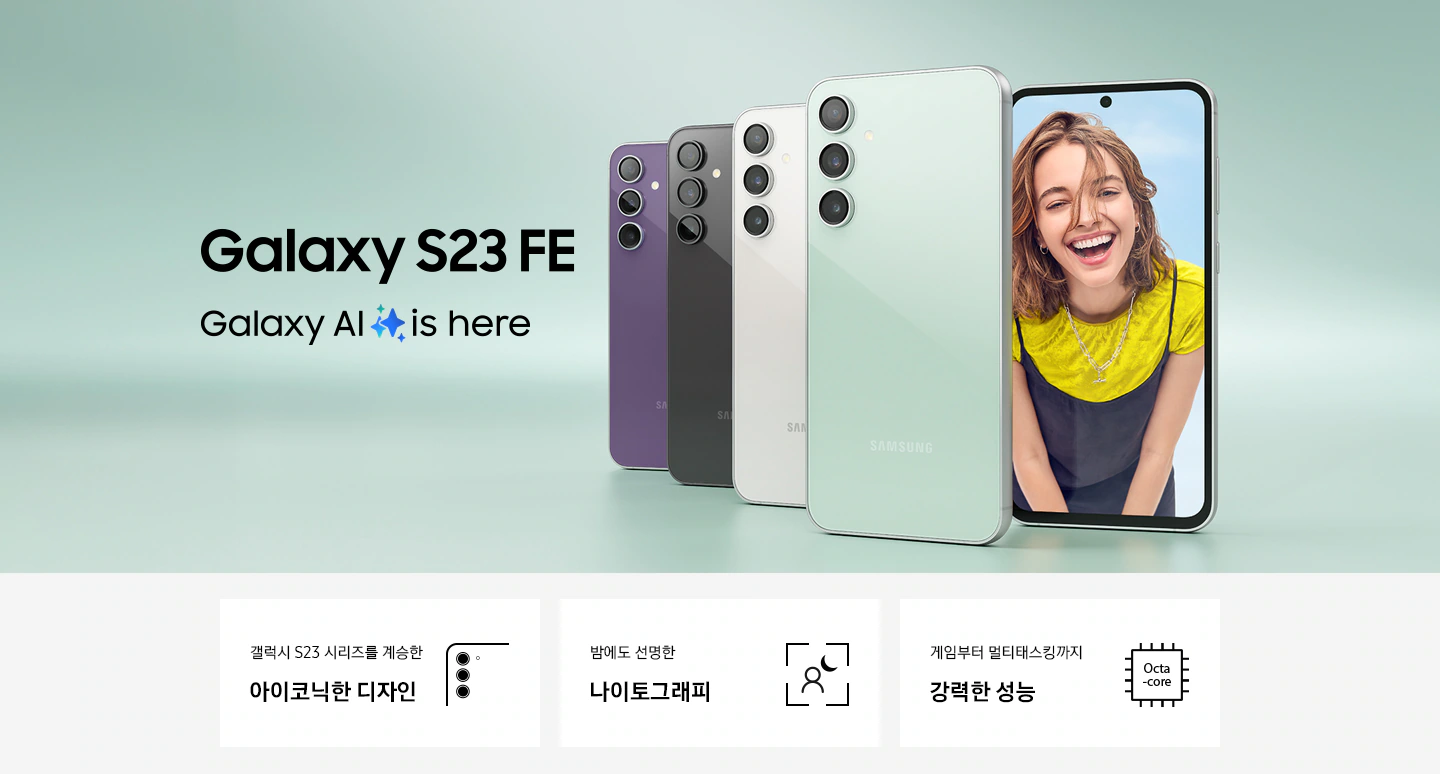 Galaxy S23 FE
Galaxy AI is here
SAMSUNG
갤럭시 S23 시리즈를 계승한
아이코닉한 디자인
밤에도 선명한
나이토그래피
게임부터 멀티태스킹까지
강력한 성능
Octa
-core